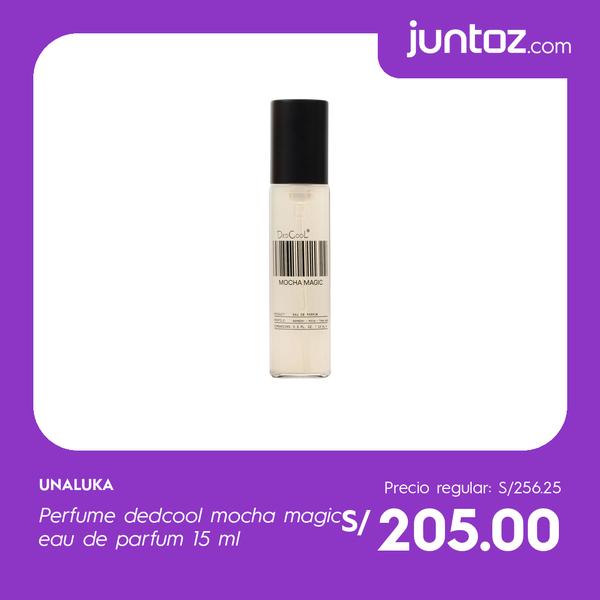 juntoz.com
DedCool®
MOCHA MAGIC
EAU DE PARFUM
UNALUKA
Precio regular: S/256.25
Perfume dedcool mocha magic
eau de parfum 15 ml
S/ 205.00